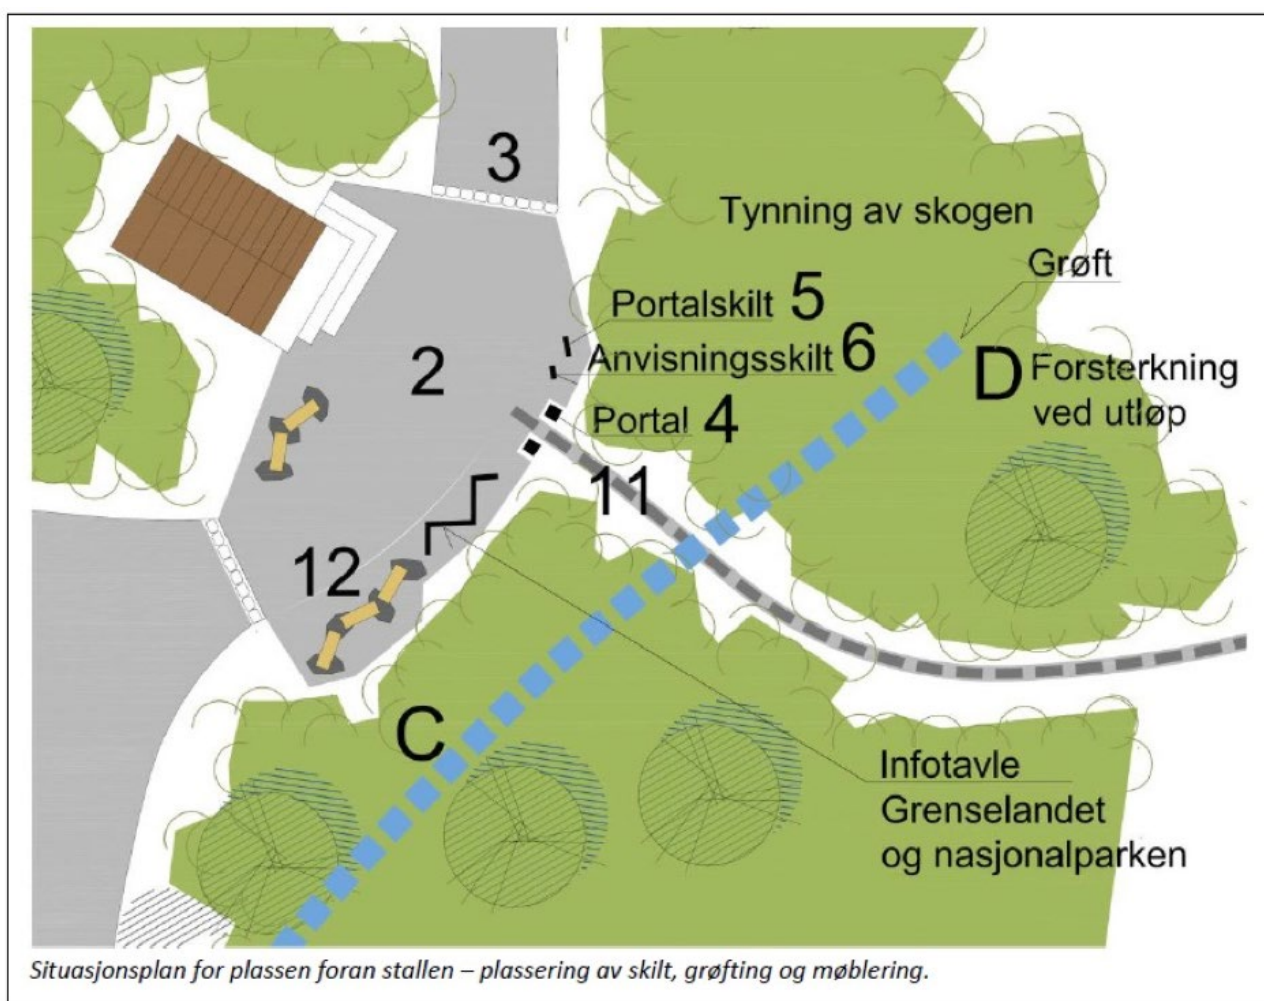 3
Tynning av skogen
Grøft
Portalskilt 5
2
Anvisningsskilt 6
D Forsterkning
ved utløp
Portal 4
11
12
C
Infotavle
Grenselandet
og nasjonalparken
Situasjonsplan for plassen foran stallen – plassering av skilt, grøfting og møblering.